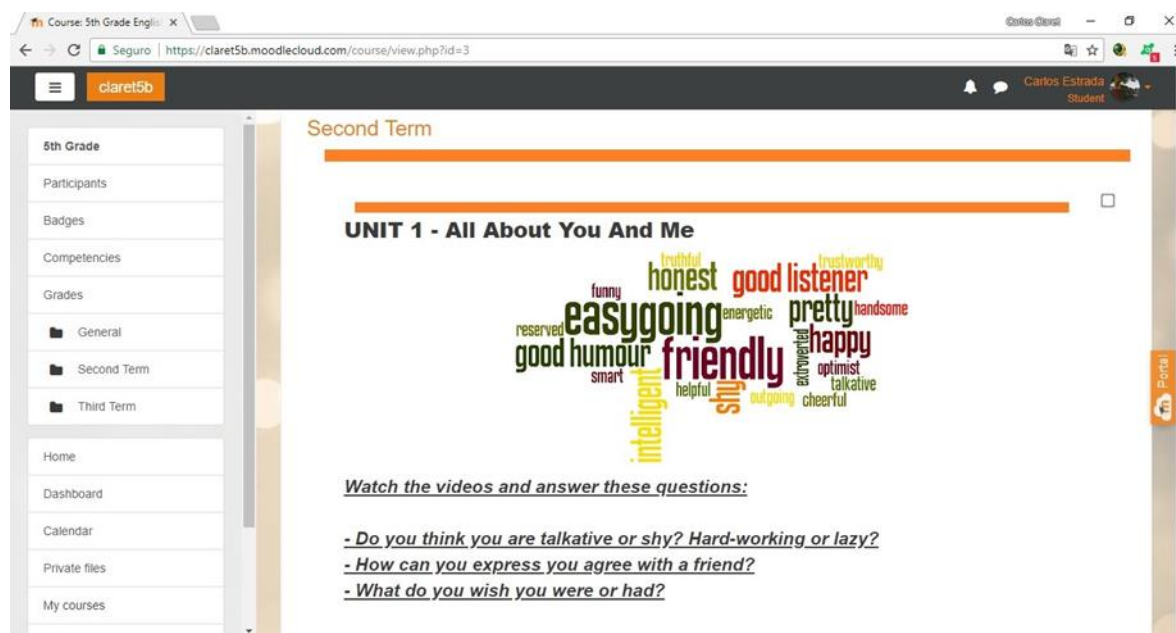 Course: 5th Grade Englis
Carlos Claret
Seguro | https://claret5b.moodlecloud.com/course/view.php?id=3
claret5b
Carlos Estrada
Student
5th Grade
Participants
Badges
Competencies
Grades
General
Second Term
Third Term
Home
Dashboard
Calendar
Private files
My courses
Second Term
UNIT 1 - All About You And Me
truthful
trustworthy
honest
good listener
funny
easygoing
energetic
pretty
handsome
reserved
good humour
friendly
extroverted
happy
smart
optimist
intelligent
helpful
shy
outgoing
talkative
cheerful
Watch the videos and answer these questions:
- Do you think you are talkative or shy? Hard-working or lazy?
- How can you express you agree with a friend?
- What do you wish you were or had?
Portal